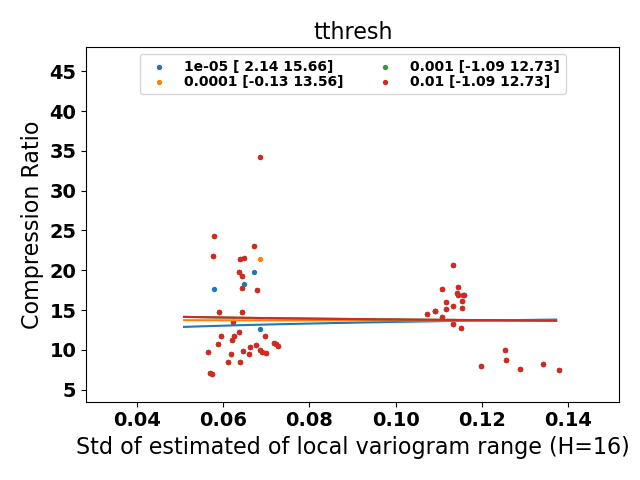 tthresh
1e-05 [ 2.14 15.66]
0.0001 [-0.13 13.56]
0.001 [-1.09 12.73]
0.01 [-1.09 12.73]
Compression Ratio
45
40
35
30
25
20
15
10
5
0.04 0.06 0.08 0.10 0.12 0.14
Std of estimated of local variogram range (H=16)